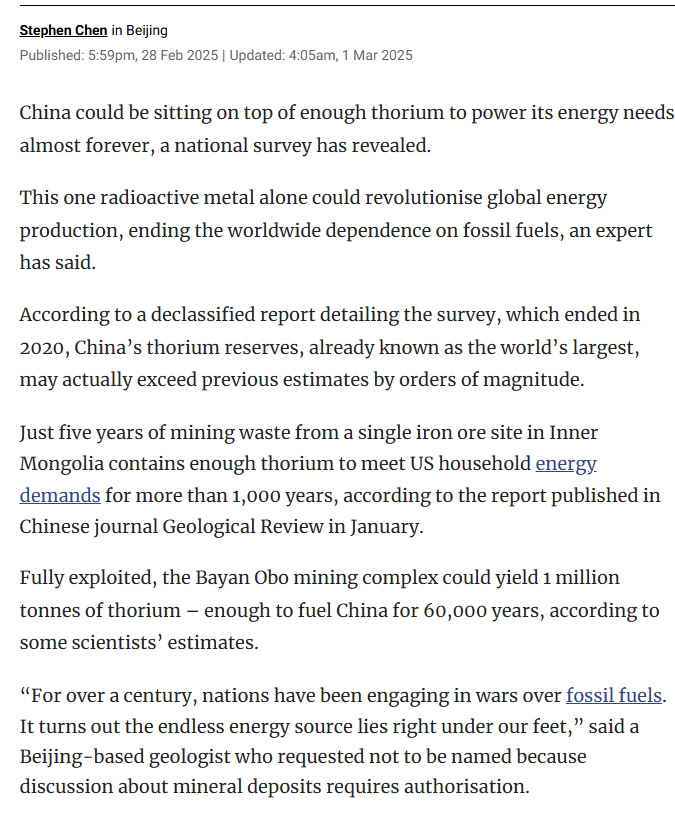 Stephen Chen in Beijing
Published: 5:59pm, 28 Feb 2025 | Updated: 4:05am, 1 Mar 2025
China could be sitting on top of enough thorium to power its energy needs
almost forever, a national survey has revealed.
This one radioactive metal alone could revolutionise global energy
production, ending the worldwide dependence on fossil fuels, an expert
has said.
According to a declassified report detailing the survey, which ended in
2020, China’s thorium reserves, already known as the world’s largest,
may actually exceed previous estimates by orders of magnitude.
Just five years of mining waste from a single iron ore site in Inner
Mongolia contains enough thorium to meet US household energy
demands for more than 1,000 years, according to the report published in
Chinese journal Geological Review in January.
Fully exploited, the Bayan Obo mining complex could yield 1 million
tonnes of thorium – enough to fuel China for 60,000 years, according to
some scientists’ estimates.
“For over a century, nations have been engaging in wars over fossil fuels.
It turns out the endless energy source lies right under our feet,” said a
Beijing-based geologist who requested not to be named because
discussion about mineral deposits requires authorisation.